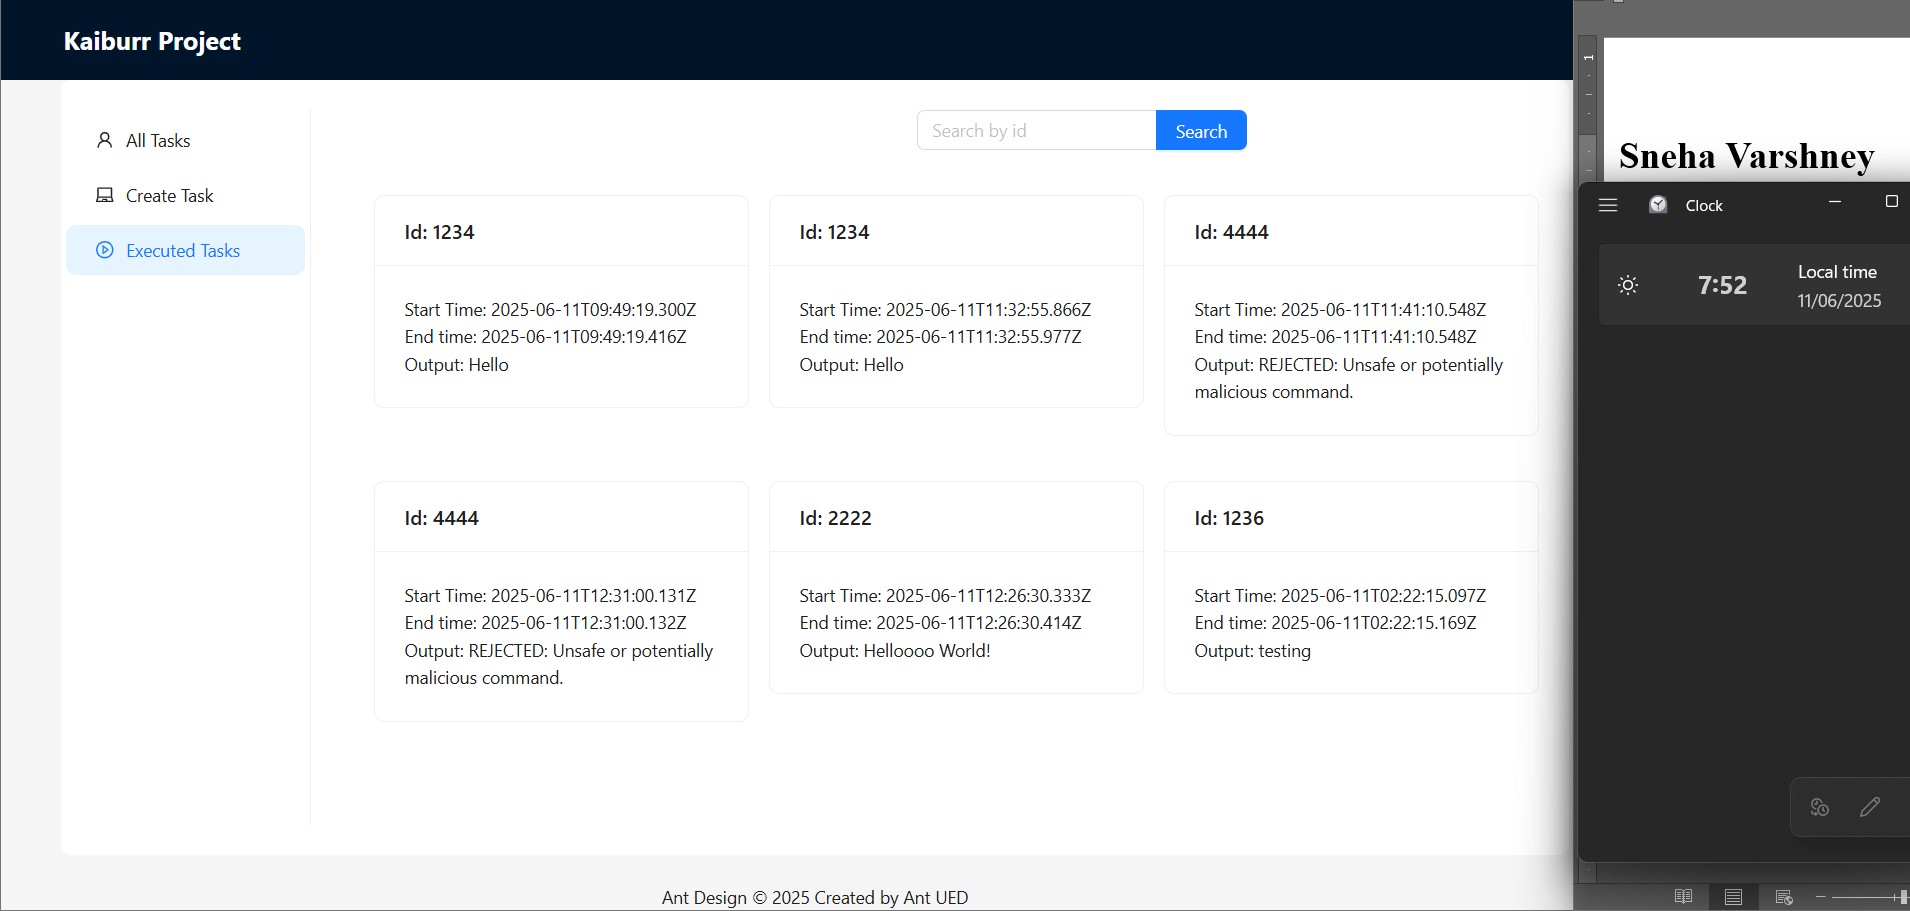 Kaiburr Project
All Tasks
Create Task
Executed Tasks
Search by id
Search
Id: 1234
Start Time: 2025-06-11T09:49:19.300Z
End time: 2025-06-11T09:49:19.416Z
Output: Hello
Id: 1234
Start Time: 2025-06-11T11:32:55.866Z
End time: 2025-06-11T11:32:55.977Z
Output: Hello
Id: 4444
Start Time: 2025-06-11T11:41:10.548Z
End time: 2025-06-11T11:41:10.548Z
Output: REJECTED: Unsafe or potentially
malicious command.
Id: 4444
Start Time: 2025-06-11T12:31:00.131Z
End time: 2025-06-11T12:31:00.132Z
Output: REJECTED: Unsafe or potentially
malicious command.
Id: 2222
Start Time: 2025-06-11T12:26:30.333Z
End time: 2025-06-11T12:26:30.414Z
Output: Helloooo World!
Id: 1236
Start Time: 2025-06-11T02:22:15.097Z
End time: 2025-06-11T02:22:15.169Z
Output: testing
Ant Design © 2025 Created by Ant UED
1
Sneha Varshney
Clock
7:52
Local time
11/06/2025